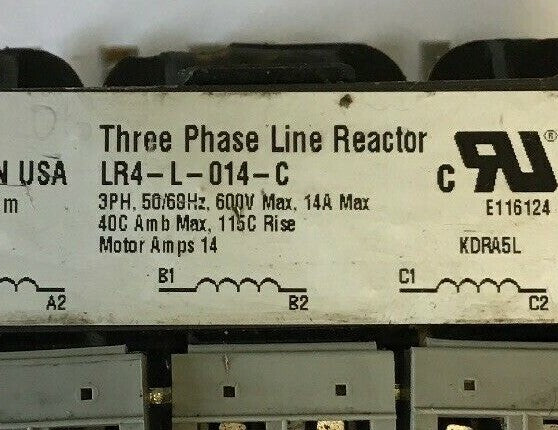 Three Phase Line Reactor
N USA LR4-L-014-C
m 3PH, 50/60Hz, 600V Max, 14A Max
40C Amb Max, 115C Rise
Motor Amps 14
C RU ®
E116124
KDRA5L
A2 B1 B2 C1 C2